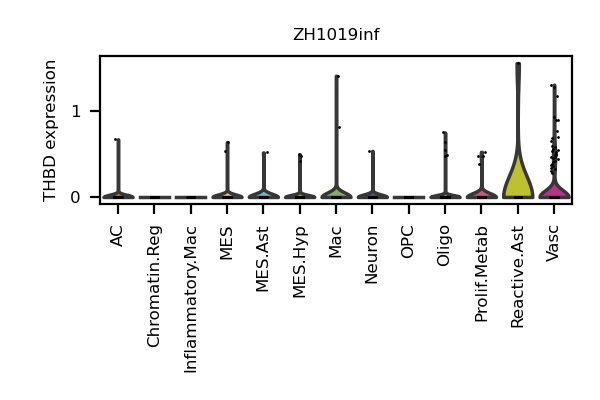 ZH1019inf
THBD expression
1
0
AC
Chromatin.Reg
Inflammatory.Mac
MES
MES.Ast
MES.Hyp
Mac
Neuron
OPC
Oligo
Prolif.Metab
Reactive.Ast
Vasc